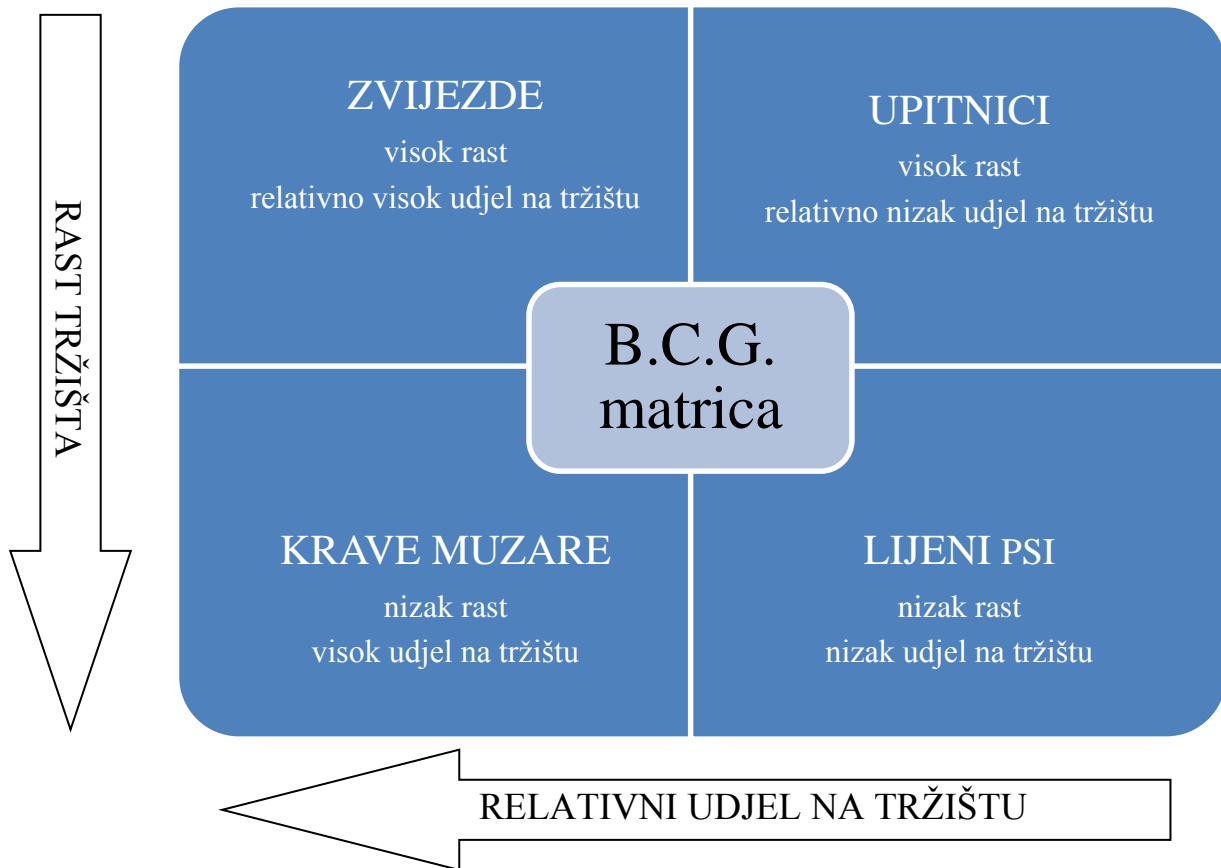 RAST TRŽIŠTA
ZVIJEZDE
visok rast
relativno visok udjel na tržištu
UPITNICI
visok rast
relativno nizak udjel na tržištu
B.C.G.
matrica
KRAVE MUZARE
nizak rast
visok udjel na tržištu
LIJENI PSI
nizak rast
nizak udjel na tržištu
RELATIVNI UDJEL NA TRŽIŠTU